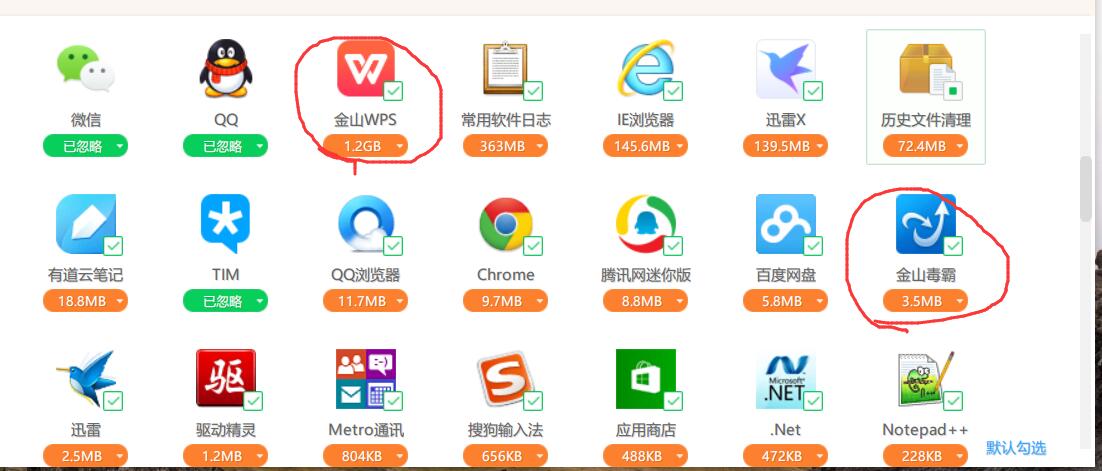 微信 QQ 金山WPS 常用软件日志 IE浏览器 迅雷X 历史文件清理
已忽略 已忽略 1.2GB 363MB 145.6MB 139.5MB 72.4MB
有道云笔记 TIM QQ浏览器 Chrome 腾讯网迷你版 百度网盘 金山毒霸
18.8MB 已忽略 11.7MB 9.7MB 8.8MB 5.8MB 3.5MB
驱 Microsoft® .NET
迅雷 驱动精灵 Metro通讯 搜狗输入法 应用商店 .Net Notepad++
默认勾选
2.5MB 1.2MB 804KB 656KB 488KB 472KB 228KB